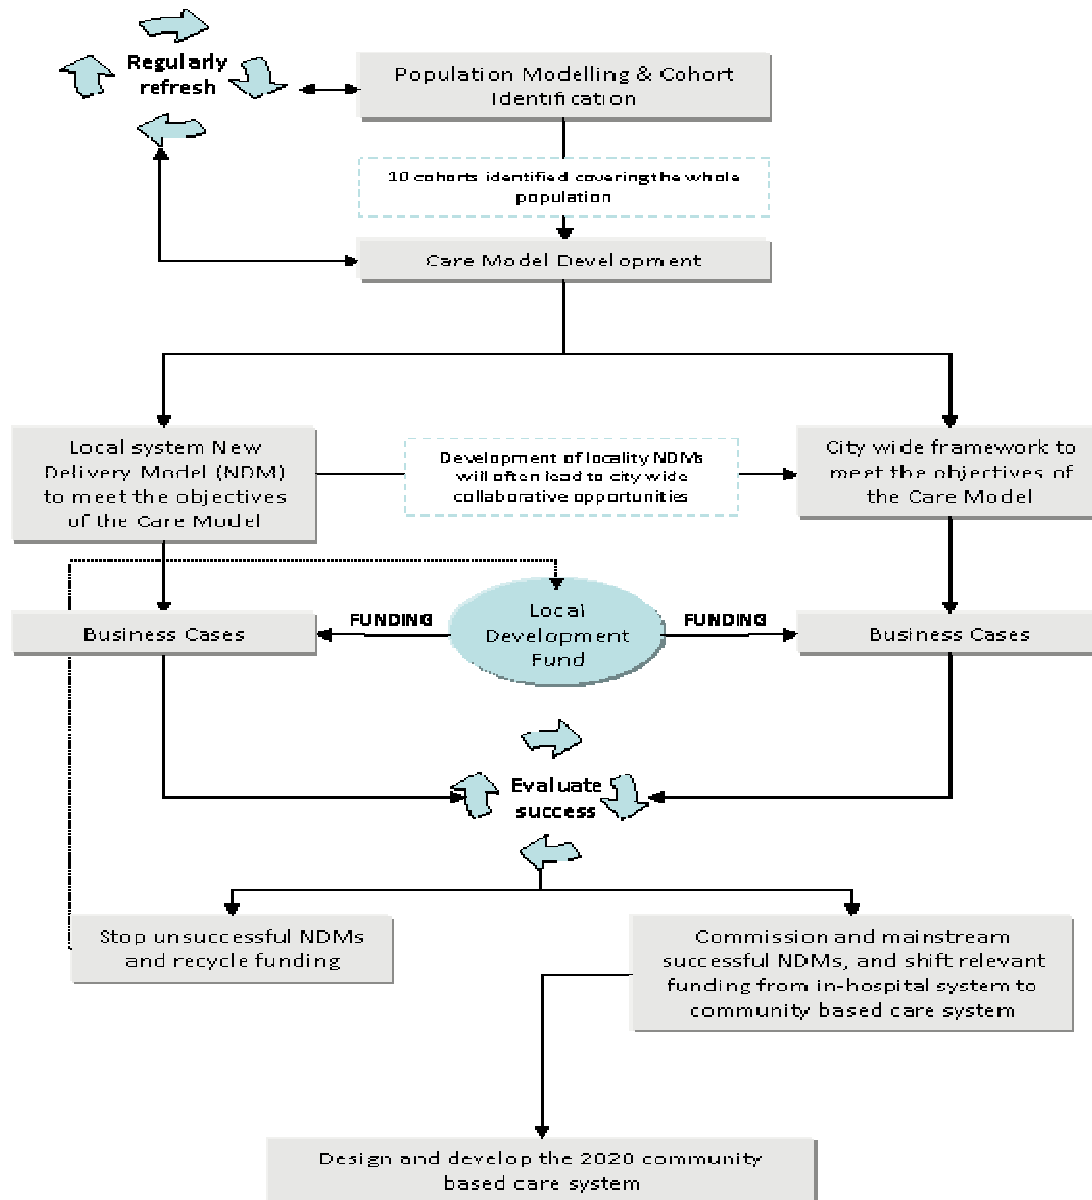 Regularly
refresh
Population Modelling & Cohort
Identification
10 cohorts identified covering the whole
population
Care Model Development
Local system New
Delivery Model (NDM)
to meet the objectives
of the Care Model
Development of locality NDMs
will often lead to city wide
collaborative opportunities
City wide framework to
meet the objectives of
the Care Model
Business Cases
FUNDING
Local
Development
Fund
FUNDING
Business Cases
Evaluate
success
Stop unsuccessful NDMs
and recycle funding
Commission and mainstream
successful NDMs, and shift relevant
funding from in-hospital system to
community based care system
Design and develop the 2020 community
based care system